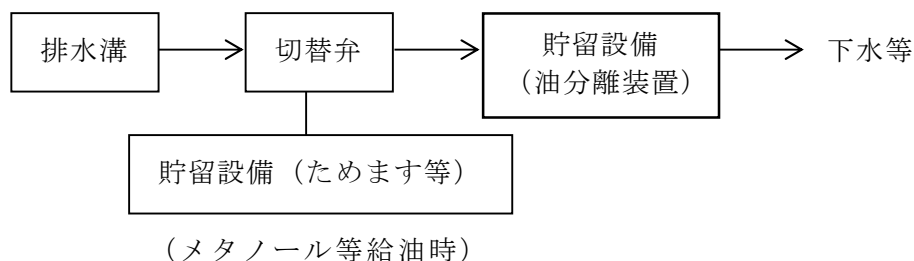 排水溝
切替弁
貯留設備
（油分離装置）
下水等
貯留設備（ためます等）
（メタノール等給油時）